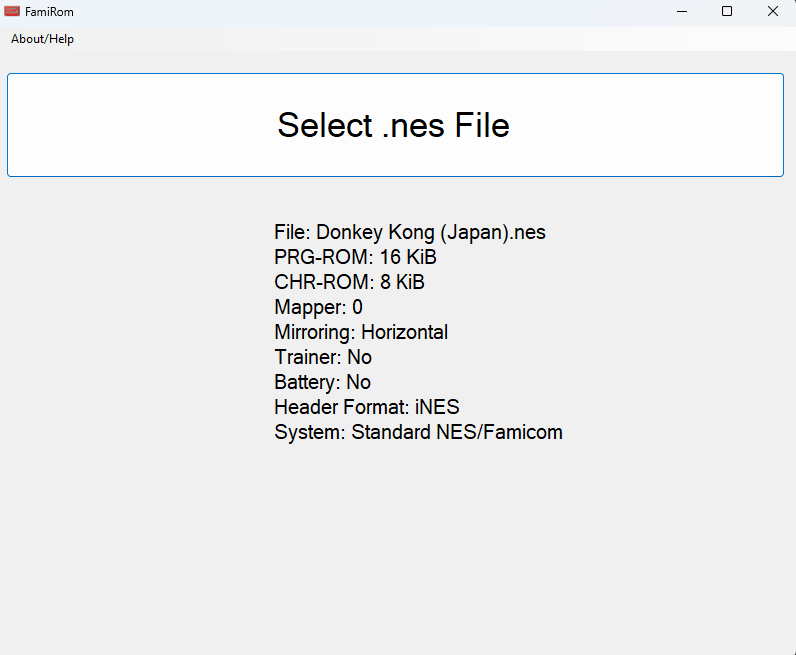 FamiRom
About/Help
Select .nes File
File: Donkey Kong (Japan).nes
PRG-ROM: 16 KiB
CHR-ROM: 8 KiB
Mapper: 0
Mirroring: Horizontal
Trainer: No
Battery: No
Header Format: iNES
System: Standard NES/Famicom